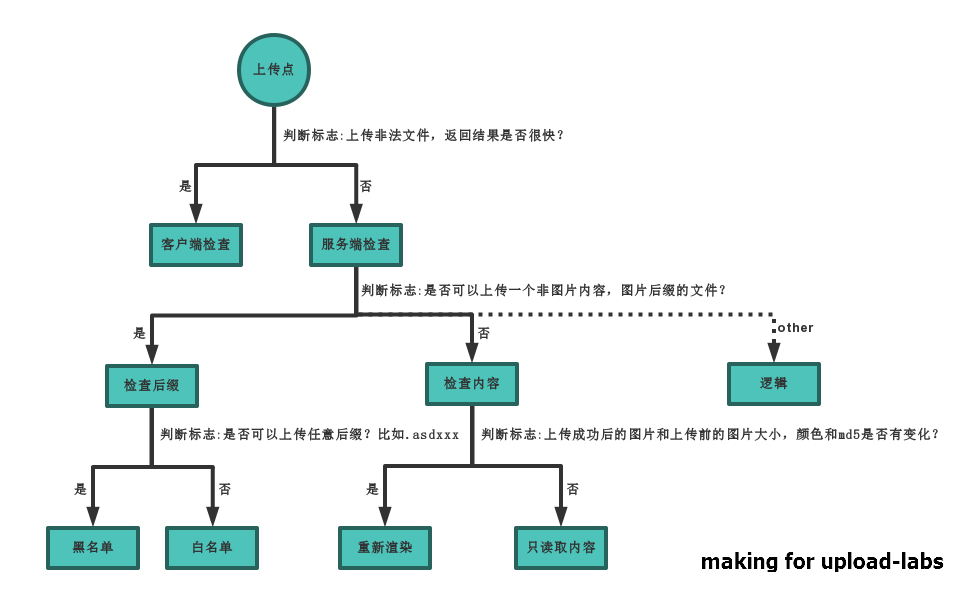 上传点
判断标志:上传非法文件，返回结果是否很快?
是
否
客户端检查
服务端检查
判断标志:是否可以上传一个非图片内容，图片后缀的文件?
是
否
other
检查后缀
检查内容
逻辑
判断标志:是否可以上传任意后缀? 比如.asdxxx
判断标志:上传成功后的图片和上传前的图片大小，颜色和md5是否有变化?
是
否
是
否
黑名单
白名单
重新渲染
只读取内容
making for upload-labs